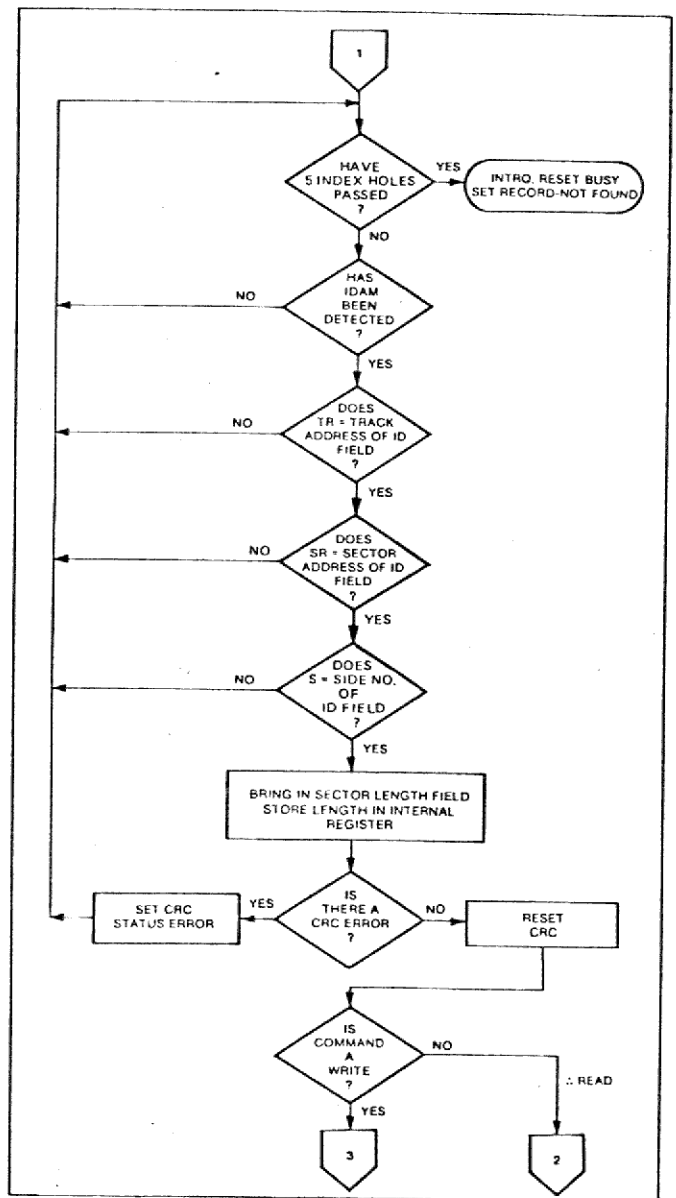 1
HAVE
5 INDEX HOLES
PASSED
?
YES
INTRO, RESET BUSY
SET RECORD-NOT FOUND
NO
HAS
IDAM
BEEN
DETECTED
?
NO
YES
DOES
TR = TRACK
ADDRESS OF ID
FIELD
?
NO
YES
DOES
SR = SECTOR
ADDRESS OF ID
FIELD
?
NO
YES
DOES
S = SIDE NO.
OF
ID FIELD
?
NO
YES
BRING IN SECTOR LENGTH FIELD
STORE LENGTH IN INTERNAL
REGISTER
IS
THERE A
CRC ERROR
?
YES
SET CRC
STATUS ERROR
NO
RESET
CRC
IS
COMMAND
A
WRITE
?
NO
∴ READ
YES
3
2